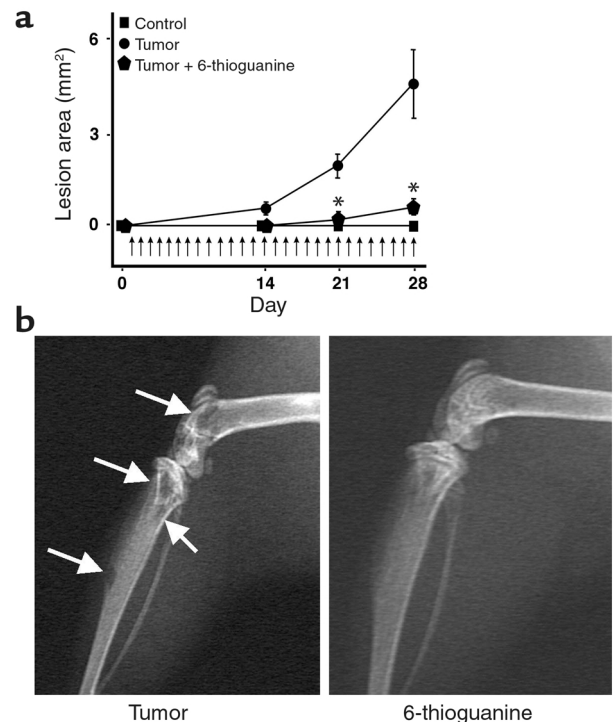 a
Control
Tumor
Tumor + 6-thioguanine
Lesion area (mm²)
6
3
0
*
*
0 14 21 28
Day
b
Tumor 6-thioguanine